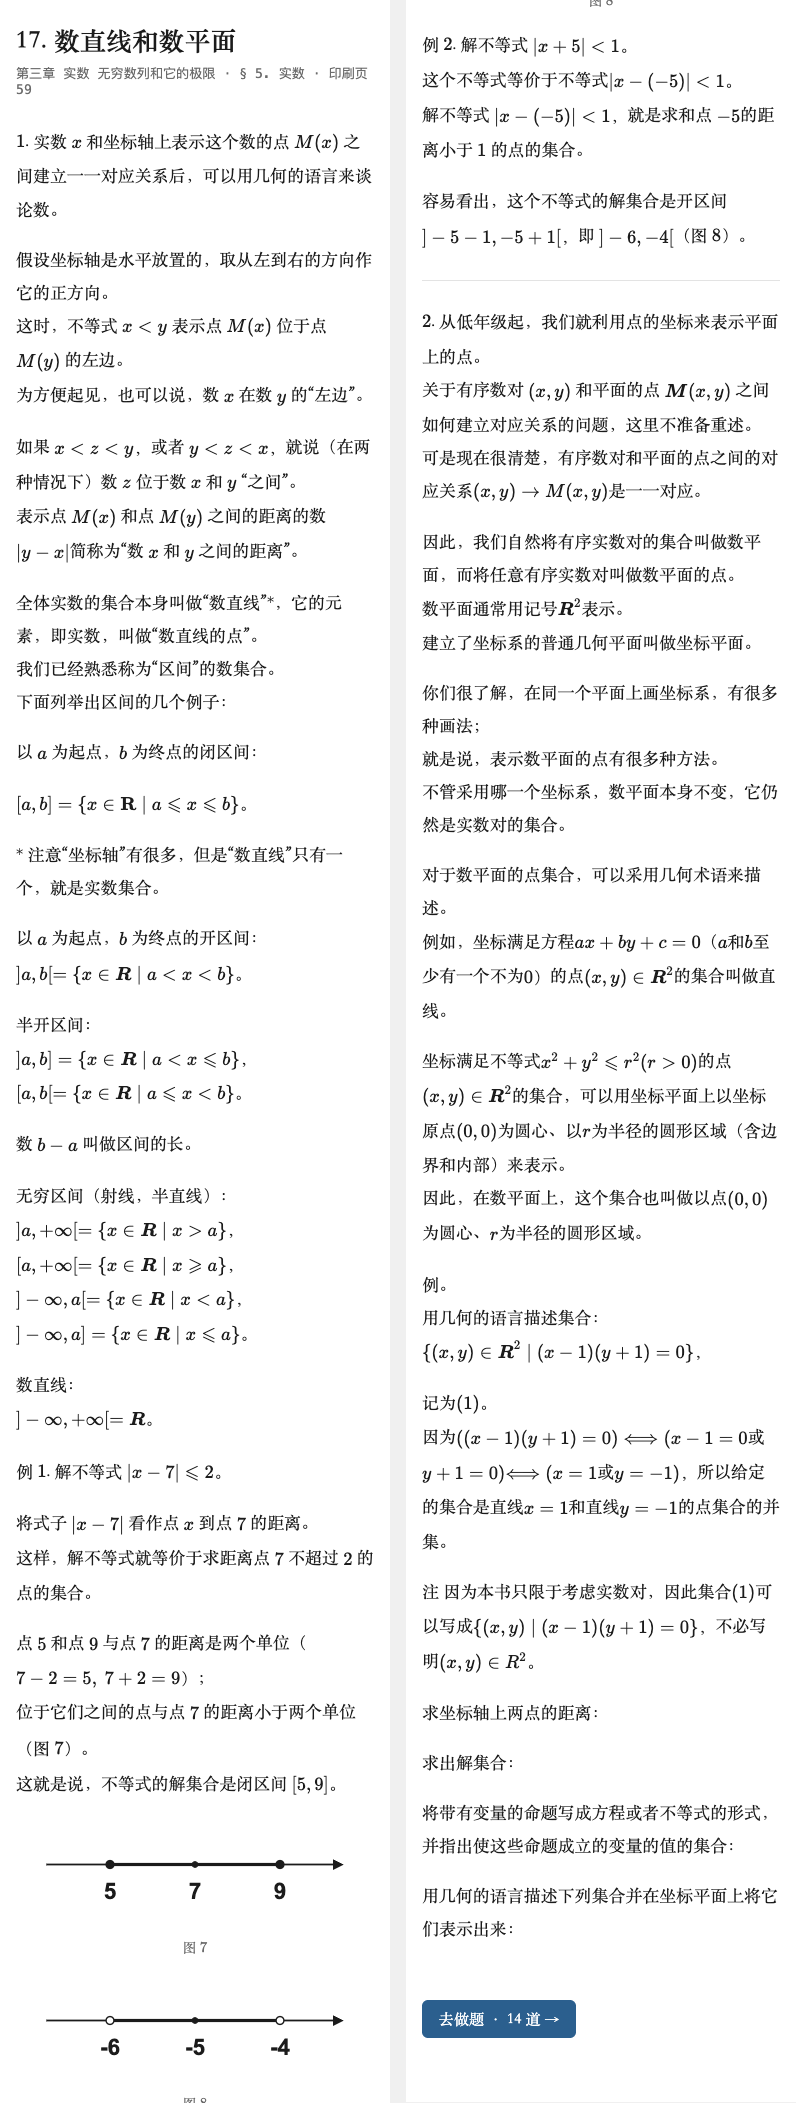 17. 数直线和数平面
第三章 实数 无穷数列和它的极限 · § 5. 实数 · 印刷页
59
1. 实数 x 和坐标轴上表示这个数的点 M(x) 之
间建立一一对应关系后，可以用几何的语言来谈
论数。
假设坐标轴是水平放置的，取从左到右的方向作
它的正方向。
这时，不等式 x < y 表示点 M(x) 位于点
M(y) 的左边。
为方便起见，也可以说，数 x 在数 y 的“左边”。
如果 x < z < y，或者 y < z < x，就说（在两
种情况下）数 z 位于数 x 和 y “之间”。
表示点 M(x) 和点 M(y) 之间的距离的数
|y − x|简称为“数 x 和 y 之间的距离”。
全体实数的集合本身叫做“数直线”*，它的元
素，即实数，叫做“数直线的点”。
我们已经熟悉称为“区间”的数集合。
下面列举出区间的几个例子：
以 a 为起点，b 为终点的闭区间：
[a, b] = {x ∈ R | a ⩽ x ⩽ b}。
* 注意“坐标轴”有很多，但是“数直线”只有一
个，就是实数集合。
以 a 为起点，b 为终点的开区间：
]a, b[= {x ∈ R | a < x < b}。
半开区间：
]a, b] = {x ∈ R | a < x ⩽ b}，
[a, b[= {x ∈ R | a ⩽ x < b}。
数 b − a 叫做区间的长。
无穷区间（射线，半直线）：
]a, +∞[= {x ∈ R | x > a}，
[a, +∞[= {x ∈ R | x ⩾ a}，
] − ∞, a[= {x ∈ R | x < a}，
] − ∞, a] = {x ∈ R | x ⩽ a}。
数直线：
] − ∞, +∞[= R。
例 1. 解不等式 |x − 7| ⩽ 2。
将式子 |x − 7| 看作点 x 到点 7 的距离。
这样，解不等式就等价于求距离点 7 不超过 2 的
点的集合。
点 5 和点 9 与点 7 的距离是两个单位（
7 − 2 = 5, 7 + 2 = 9）；
位于它们之间的点与点 7 的距离小于两个单位
（图 7）。
这就是说，不等式的解集合是闭区间 [5, 9]。
5 7 9
图 7
-6 -5 -4
图 8
例 2. 解不等式 |x + 5| < 1。
这个不等式等价于不等式|x − (−5)| < 1。
解不等式 |x − (−5)| < 1，就是求和点 −5的距
离小于 1 的点的集合。
容易看出，这个不等式的解集合是开区间
] − 5 − 1, −5 + 1[，即 ] − 6, −4[（图 8）。
2. 从低年级起，我们就利用点的坐标来表示平面
上的点。
关于有序数对 (x, y) 和平面的点 M(x, y) 之间
如何建立对应关系的问题，这里不准备重述。
可是现在很清楚，有序数对和平面的点之间的对
应关系(x, y) → M(x, y)是一一对应。
因此，我们自然将有序实数对的集合叫做数平
面，而将任意有序实数对叫做数平面的点。
数平面通常用记号R²表示。
建立了坐标系的普通几何平面叫做坐标平面。
你们很了解，在同一个平面上画坐标系，有很多
种画法；
就是说，表示数平面的点有很多种方法。
不管采用哪一个坐标系，数平面本身不变，它仍
然是实数对的集合。
对于数平面的点集合，可以采用几何术语来描
述。
例如，坐标满足方程ax + by + c = 0（a和b至
少有一个不为0）的点(x, y) ∈ R²的集合叫做直
线。
坐标满足不等式x² + y² ⩽ r²(r > 0)的点
(x, y) ∈ R²的集合，可以用坐标平面上以坐标
原点(0, 0)为圆心、以r为半径的圆形区域（含边
界和内部）来表示。
因此，在数平面上，这个集合也叫做以点(0, 0)
为圆心、r为半径的圆形区域。
例。
用几何的语言描述集合：
{(x, y) ∈ R² | (x − 1)(y + 1) = 0}，
记为(1)。
因为((x − 1)(y + 1) = 0) ⟺ (x − 1 = 0或
y + 1 = 0)⟺ (x = 1或y = −1)，所以给定
的集合是直线x = 1和直线y = −1的点集合的并
集。
注 因为本书只限于考虑实数对，因此集合(1)可
以写成{(x, y) | (x − 1)(y + 1) = 0}，不必写
明(x, y) ∈ R²。
求坐标轴上两点的距离：
求出解集合：
将带有变量的命题写成方程或者不等式的形式，
并指出使这些命题成立的变量的值的集合：
用几何的语言描述下列集合并在坐标平面上将它
们表示出来：
去做题 · 14 道 →